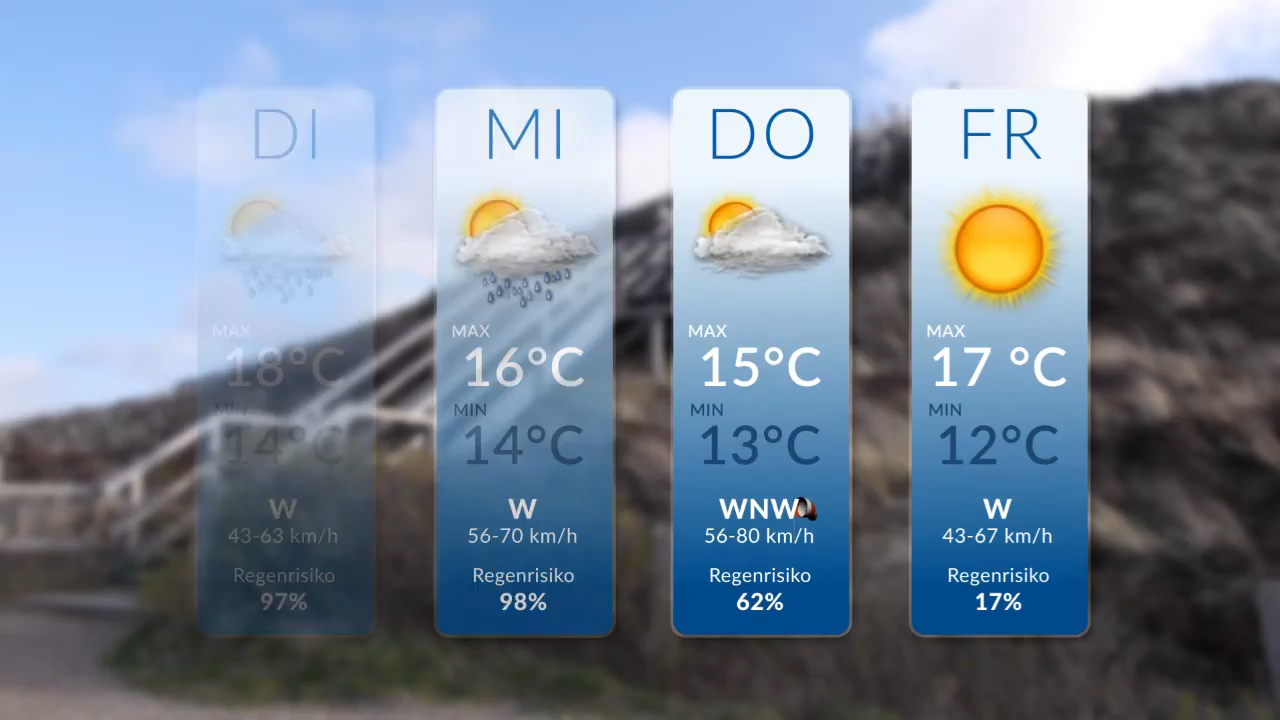 DI
MAX
18°C
MIN
14°C
W
43-63 km/h
Regenrisiko
97%
MI
MAX
16°C
MIN
14°C
W
56-70 km/h
Regenrisiko
98%
DO
MAX
15°C
MIN
13°C
WNW
56-80 km/h
Regenrisiko
62%
FR
MAX
17 °C
MIN
12°C
W
43-67 km/h
Regenrisiko
17%